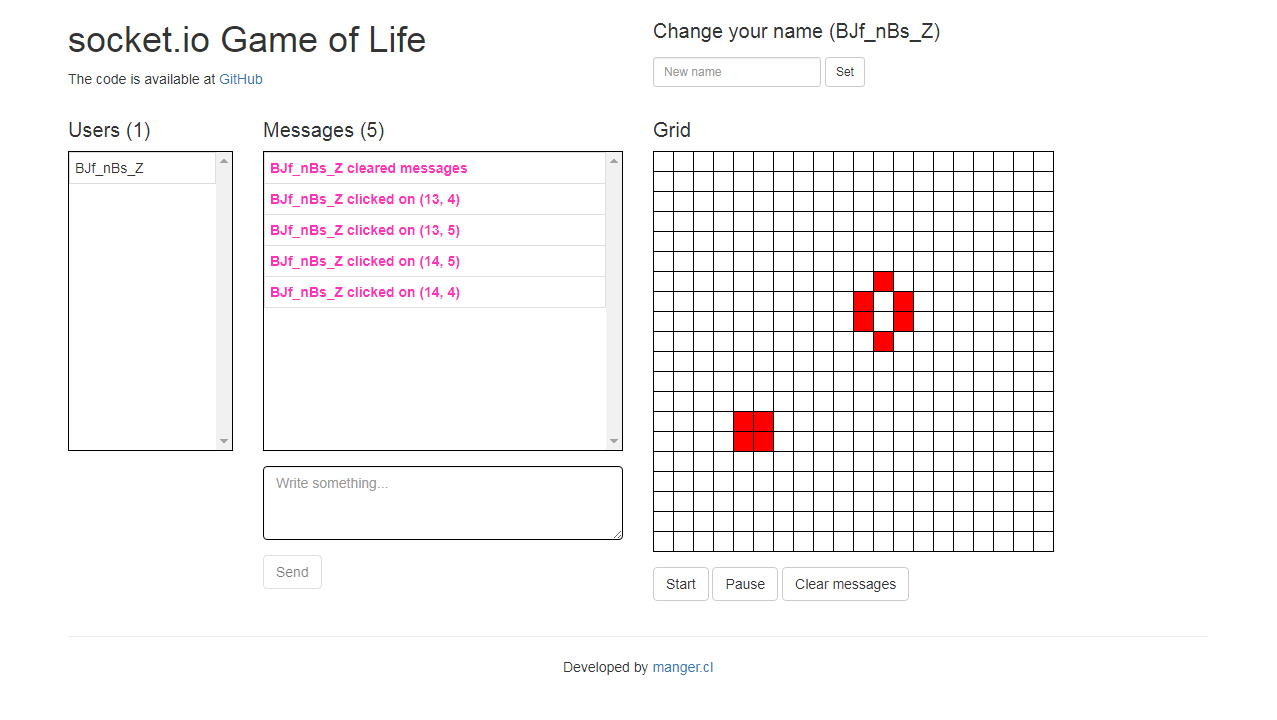 socket.io Game of Life
The code is available at GitHub
Change your name (BJf_nBs_Z)
New name
Set
Users (1)
BJf_nBs_Z
Messages (5)
BJf_nBs_Z cleared messages
BJf_nBs_Z clicked on (13, 4)
BJf_nBs_Z clicked on (13, 5)
BJf_nBs_Z clicked on (14, 5)
BJf_nBs_Z clicked on (14, 4)
Write something...
Send
Grid
Start
Pause
Clear messages
Developed by manger.cl